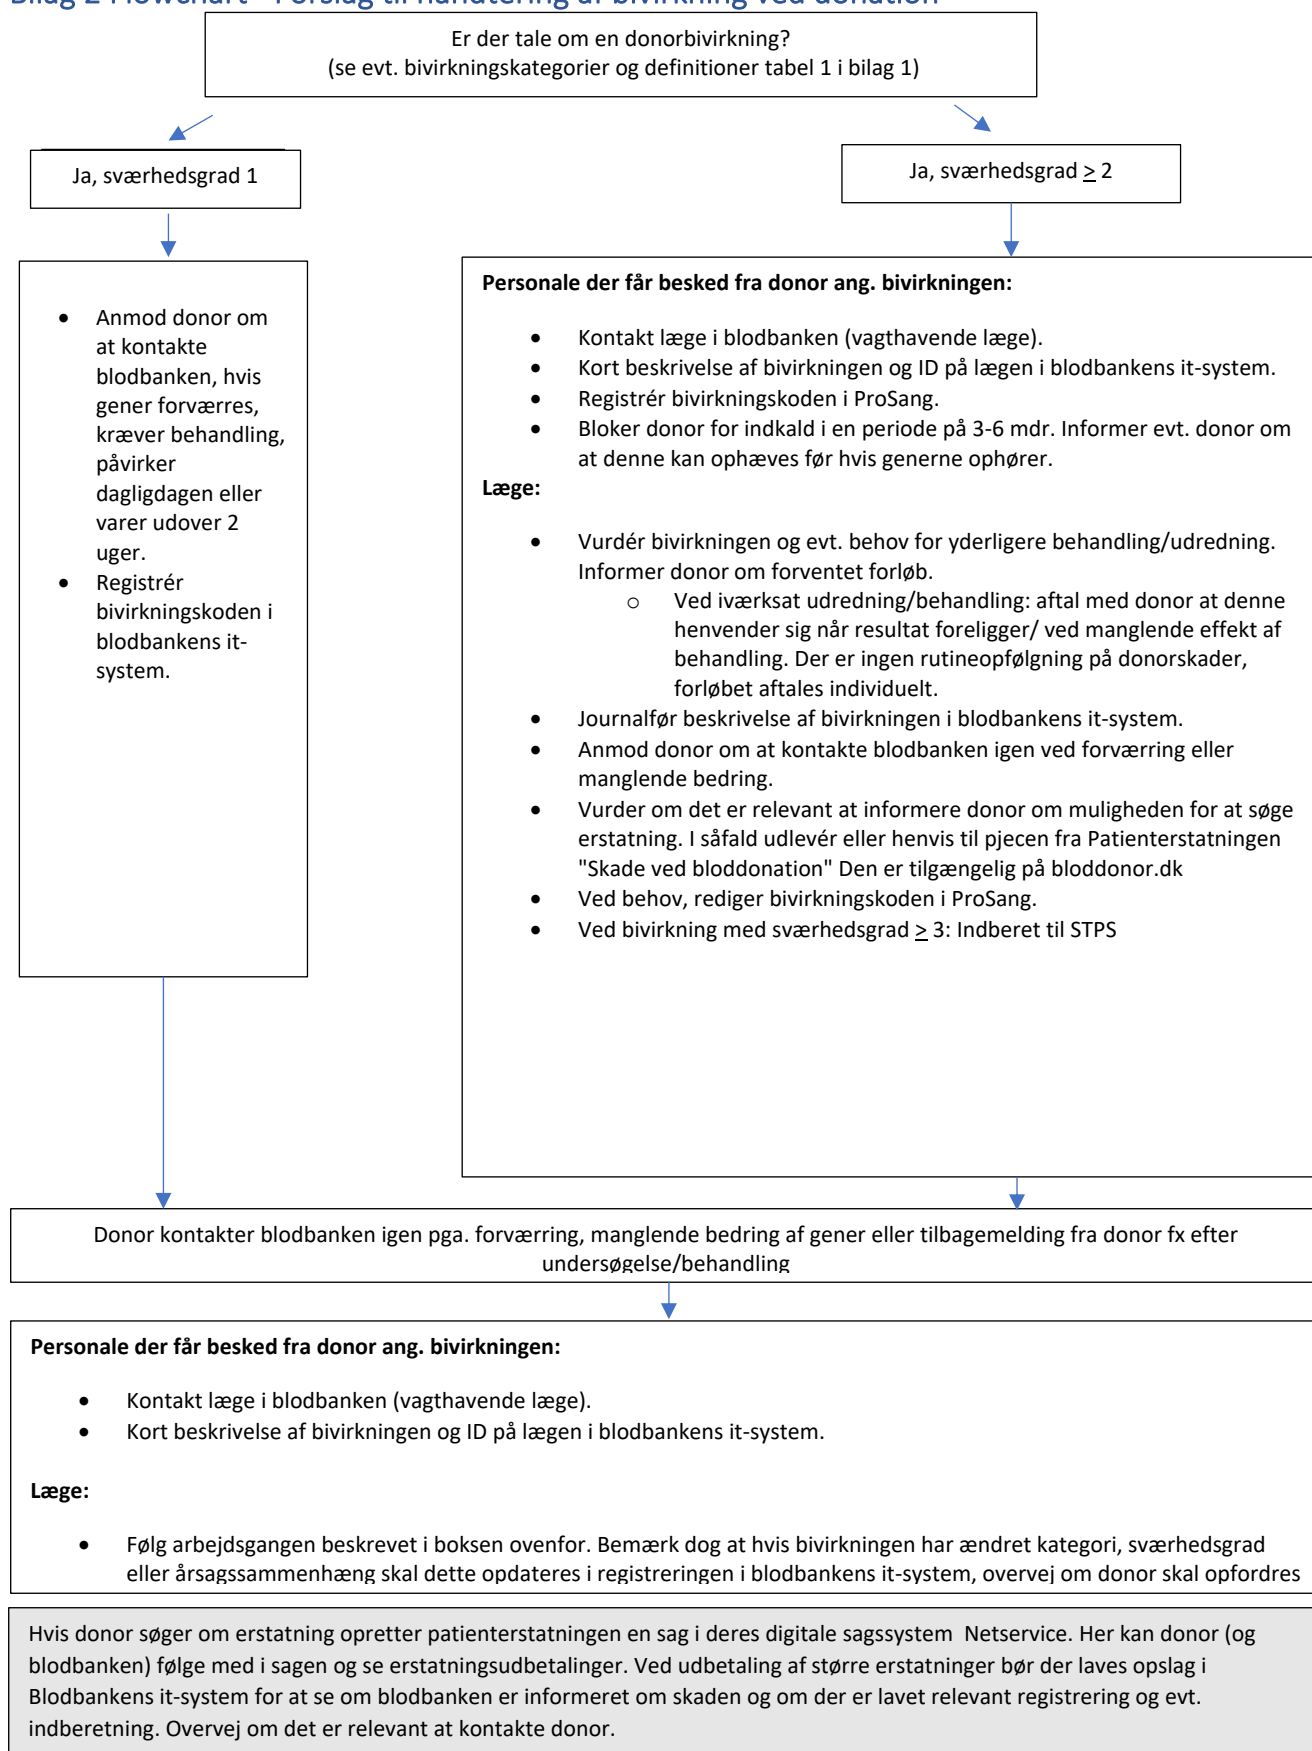 Bilag 2 Flowchart - Forslag til håndtering af bivirkning ved donation
Er der tale om en donorbivirkning?
(se evt. bivirkningskategorier og definitioner tabel 1 i bilag 1)
Ja, sværhedsgrad 1
Ja, sværhedsgrad ≥ 2
• Anmod donor om
at kontakte
blodbanken, hvis
gener forværres,
kræver behandling,
påvirker
dagligdagen eller
varer udover 2
uger.
• Registrér
bivirkningskoden i
blodbankens it-
system.
Personale der får besked fra donor ang. bivirkningen:
• Kontakt læge i blodbanken (vagthavende læge).
• Kort beskrivelse af bivirkningen og ID på lægen i blodbankens it-system.
• Registrér bivirkningskoden i ProSang.
• Bloker donor for indkald i en periode på 3-6 mdr. Informer evt. donor om
at denne kan ophæves før hvis generne ophører.
Læge:
• Vurdér bivirkningen og evt. behov for yderligere behandling/udredning.
Informer donor om forventet forløb.
o Ved iværksat udredning/behandling: aftal med donor at denne
henvender sig når resultat foreligger/ ved manglende effekt af
behandling. Der er ingen rutineopfølgning på donorskader,
forløbet aftales individuelt.
• Journalfør beskrivelse af bivirkningen i blodbankens it-system.
• Anmod donor om at kontakte blodbanken igen ved forværring eller
manglende bedring.
• Vurder om det er relevant at informere donor om muligheden for at søge
erstatning. I såfald udlevér eller henvis til pjecen fra Patienterstatningen
"Skade ved bloddonation" Den er tilgængelig på bloddonor.dk
• Ved behov, rediger bivirkningskoden i ProSang.
• Ved bivirkning med sværhedsgrad ≥ 3: Indberet til STPS
Donor kontakter blodbanken igen pga. forværring, manglende bedring af gener eller tilbagemelding fra donor fx efter
undersøgelse/behandling
Personale der får besked fra donor ang. bivirkningen:
• Kontakt læge i blodbanken (vagthavende læge).
• Kort beskrivelse af bivirkningen og ID på lægen i blodbankens it-system.
Læge:
• Følg arbejdsgangen beskrevet i boksen ovenfor. Bemærk dog at hvis bivirkningen har ændret kategori, sværhedsgrad
eller årsagssammenhæng skal dette opdateres i registreringen i blodbankens it-system, overvej om donor skal opfordres
Hvis donor søger om erstatning opretter patienterstatningen en sag i deres digitale sagssystem Netservice. Her kan donor (og
blodbanken) følge med i sagen og se erstatningsudbetalinger. Ved udbetaling af større erstatninger bør der laves opslag i
Blodbankens it-system for at se om blodbanken er informeret om skaden og om der er lavet relevant registrering og evt.
indberetning. Overvej om det er relevant at kontakte donor.